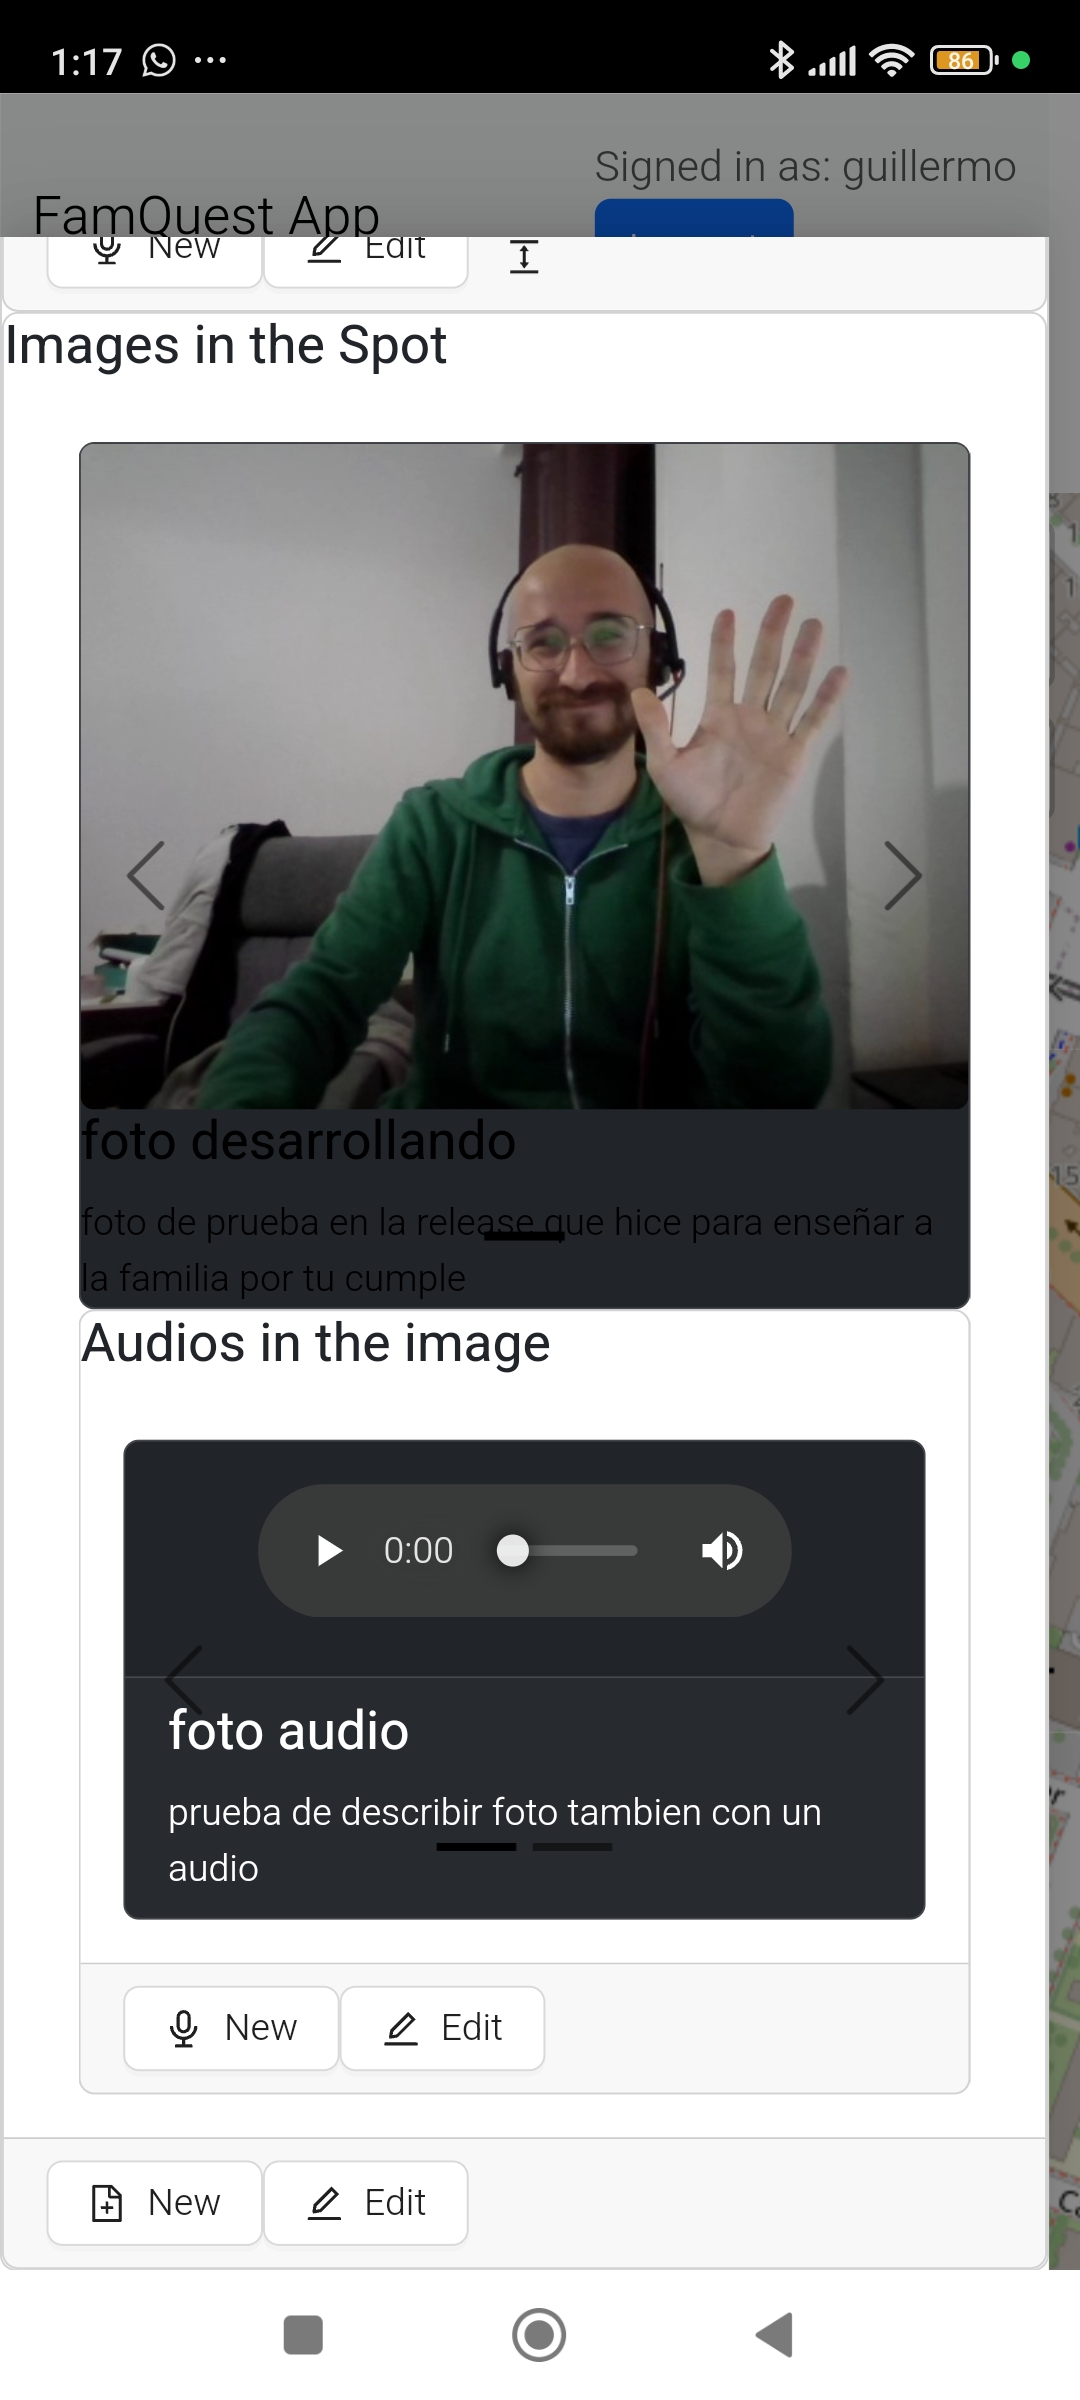 1:17
86
Signed in as: guillermo
FamQuest App
New
Edit
Images in the Spot
foto desarrollando
foto de prueba en la release que hice para enseñar a
la familia por tu cumple
Audios in the image
0:00
foto audio
prueba de describir foto tambien con un
audio
New
Edit
New
Edit